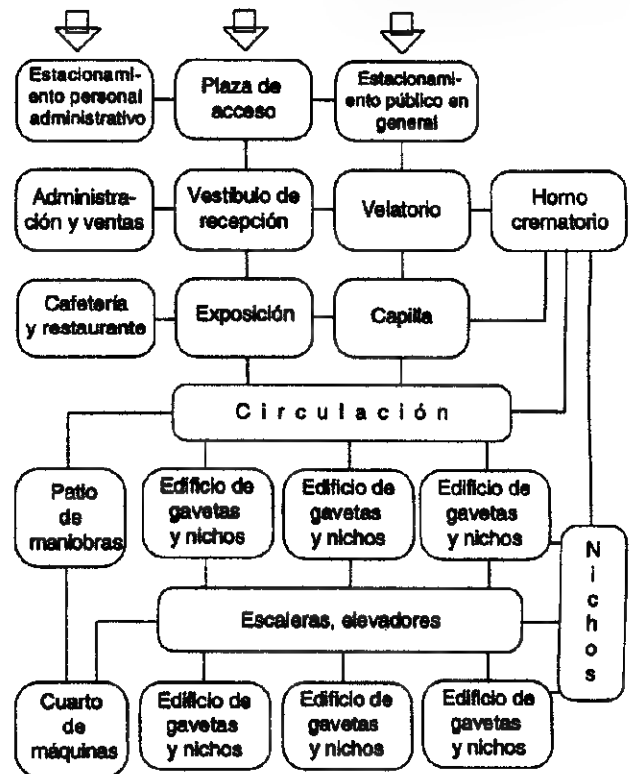 Estacionami-
ento personal
administrativo
Plaza de
acceso
Estacionami-
ento público en
general
Administra-
ción y ventas
Vestíbulo de
recepción
Velatorio
Horno
crematorio
Cafetería
y restaurante
Exposición
Capilla
Circulación
Patio
de
maniobras
Edificio de
gavetas
y nichos
Edificio de
gavetas
y nichos
Edificio de
gavetas
y nichos
Nichos
Escaleras, elevadores
Cuarto
de
máquinas
Edificio de
gavetas
y nichos
Edificio de
gavetas
y nichos
Edificio de
gavetas
y nichos